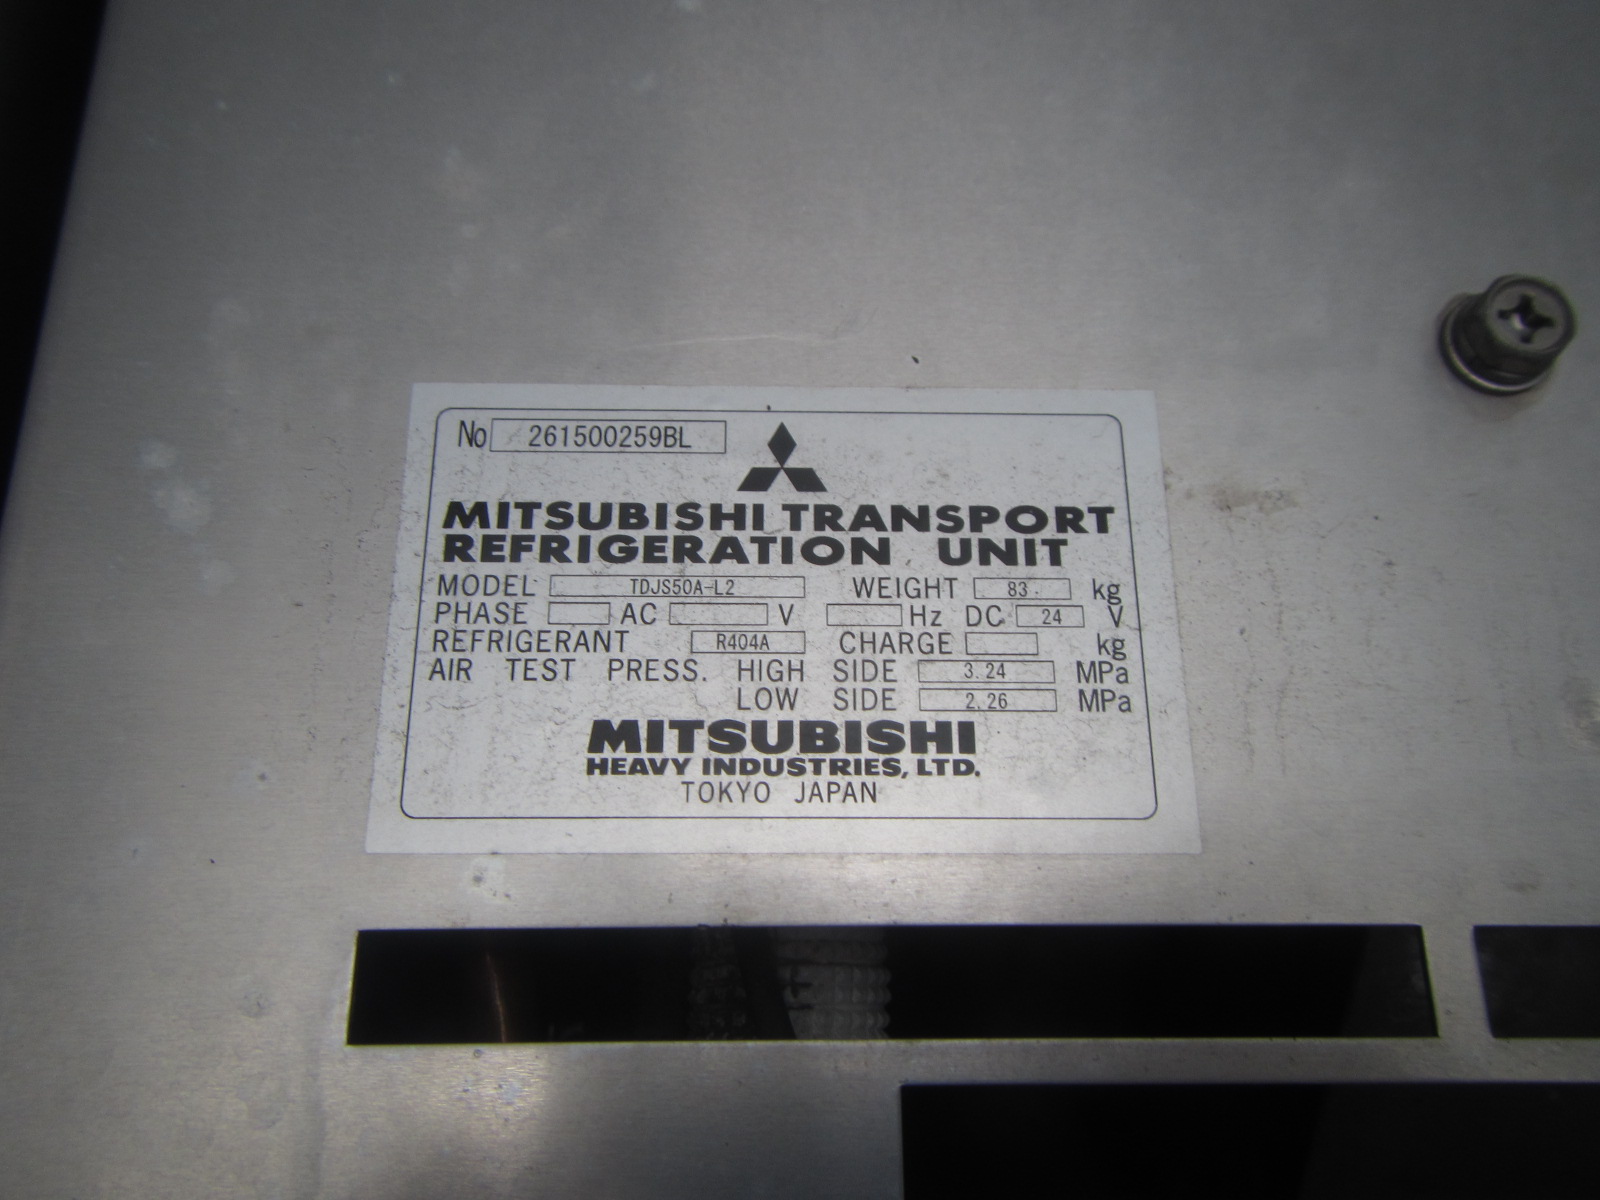 No 261500259BL
MITSUBISHI TRANSPORT
REFRIGERATION UNIT
MODEL TDJS50A-L2 WEIGHT 83 kg
PHASE AC V Hz DC 24 V
REFRIGERANT R404A CHARGE kg
AIR TEST PRESS. HIGH SIDE 3.24 MPa
LOW SIDE 2.26 MPa
MITSUBISHI
HEAVY INDUSTRIES, LTD.
TOKYO JAPAN